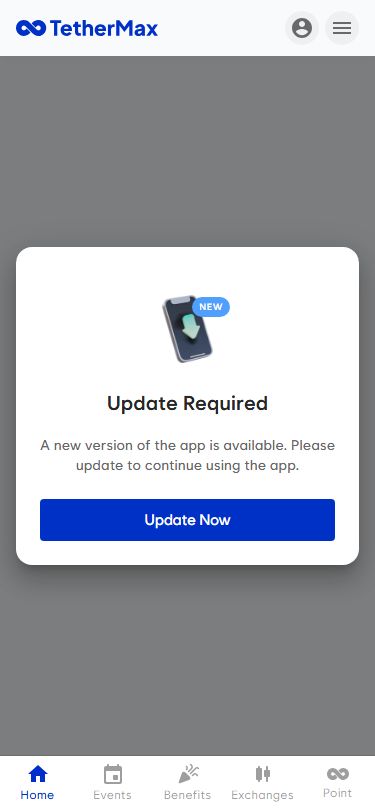 TetherMax
NEW
Update Required
A new version of the app is available. Please
update to continue using the app.
Update Now
Home
Events
Benefits
Exchanges
Point